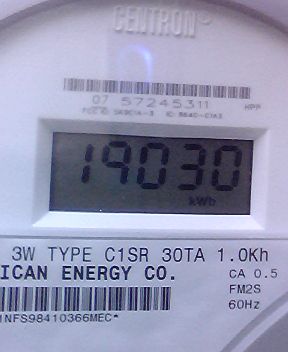 CENTRON
07 57245311
19030
kWh
3W TYPE C1SR 30TA 1.0Kh
ICAN ENERGY CO. CA 0.5
FM2S
60Hz
1NFS98410366MEC*